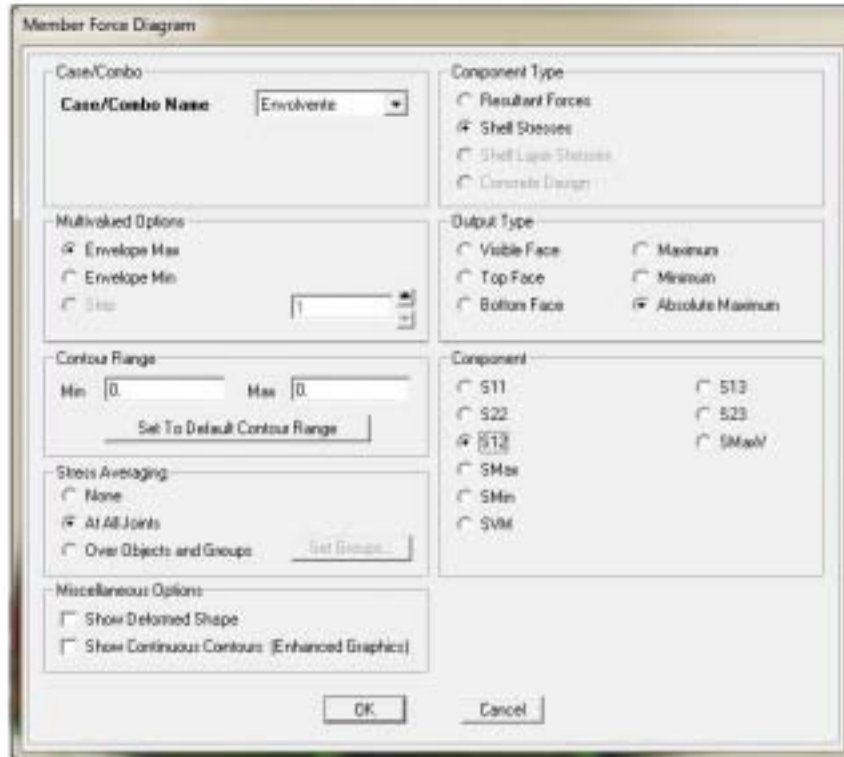 Member Force Diagram
Case/Combo
Case/Combo Name Envolvente
Component Type
Resultant Forces
Shell Stresses
Shell Layer Stresses
Concrete Design
Multivalued Options
Envelope Max
Envelope Min
Step 1
Output Type
Visible Face Maximum
Top Face Minimum
Bottom Face Absolute Maximum
Contour Range
Min 0. Max 0.
Set To Default Contour Range
Component
S11 S13
S22 S23
S12 SMaxV
SMax
SMin
SVM
Stress Averaging
None
At All Joints
Over Objects and Groups Set Groups...
Miscellaneous Options
Show Deformed Shape
Show Continuous Contours (Enhanced Graphics)
OK Cancel